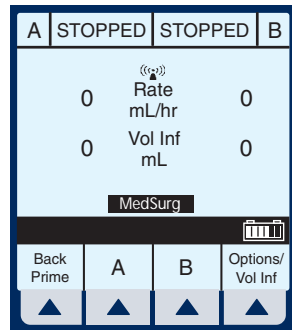 A STOPPED STOPPED B
0 Rate mL/hr 0
0 Vol Inf mL 0
MedSurg
Back Prime A B Options/ Vol Inf